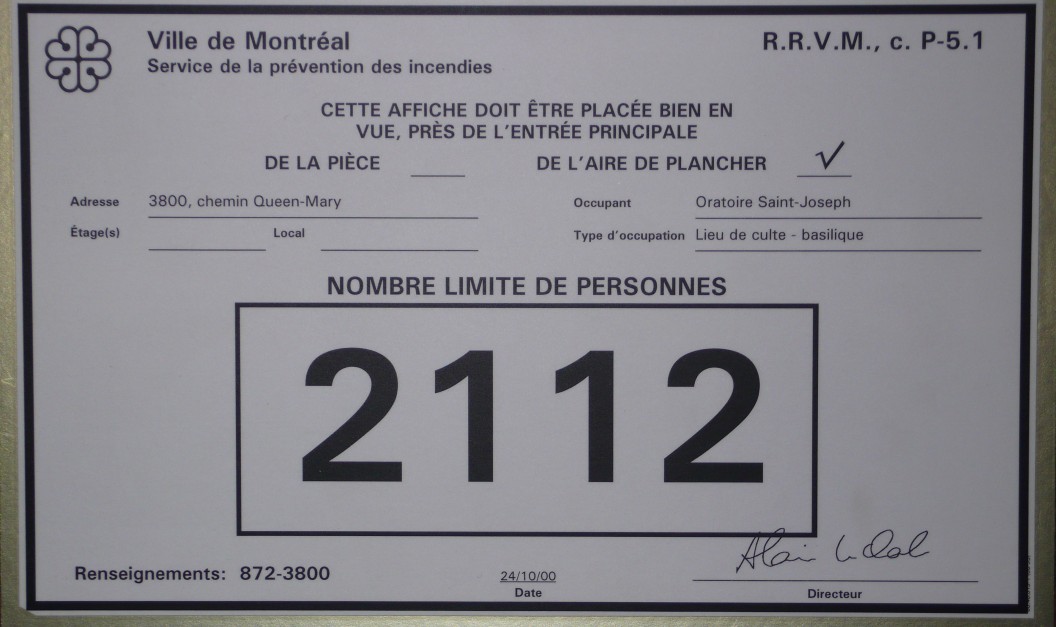 Ville de Montréal
R.R.V.M., c. P-5.1
Service de la prévention des incendies
CETTE AFFICHE DOIT ÊTRE PLACÉE BIEN EN
VUE, PRÈS DE L'ENTRÉE PRINCIPALE
DE LA PIÈCE DE L'AIRE DE PLANCHER √
Adresse 3800, chemin Queen-Mary Occupant Oratoire Saint-Joseph
Étage(s) Local Type d'occupation Lieu de culte - basilique
NOMBRE LIMITE DE PERSONNES
2112
Renseignements: 872-3800
24/10/00
Date
Alain
Directeur